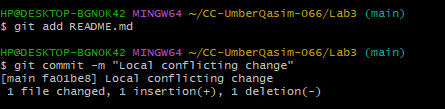 HP@DESKTOP-BGNOK42 MINGW64 ~/CC-UmberQasim-066/Lab3 (main)
$ git add README.md
HP@DESKTOP-BGNOK42 MINGW64 ~/CC-UmberQasim-066/Lab3 (main)
$ git commit -m "Local conflicting change"
[main fa01be8] Local conflicting change
 1 file changed, 1 insertion(+), 1 deletion(-)